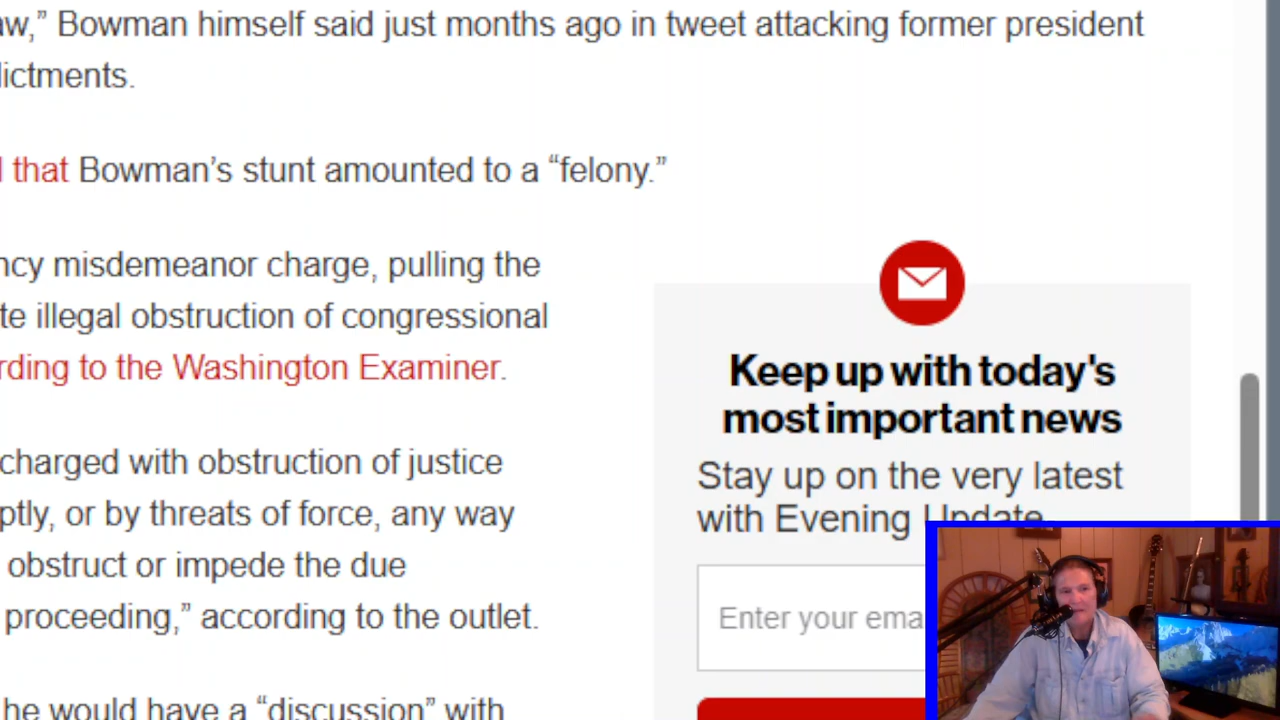 aw,” Bowman himself said just months ago in tweet attacking former president
dictments.
d that Bowman’s stunt amounted to a “felony.”
ncy misdemeanor charge, pulling the
te illegal obstruction of congressional
rding to the Washington Examiner.
charged with obstruction of justice
ptly, or by threats of force, any way
obstruct or impede the due
proceeding,” according to the outlet.
he would have a “discussion” with
Keep up with today's
most important news
Stay up on the very latest
with Evening Update.
Enter your ema